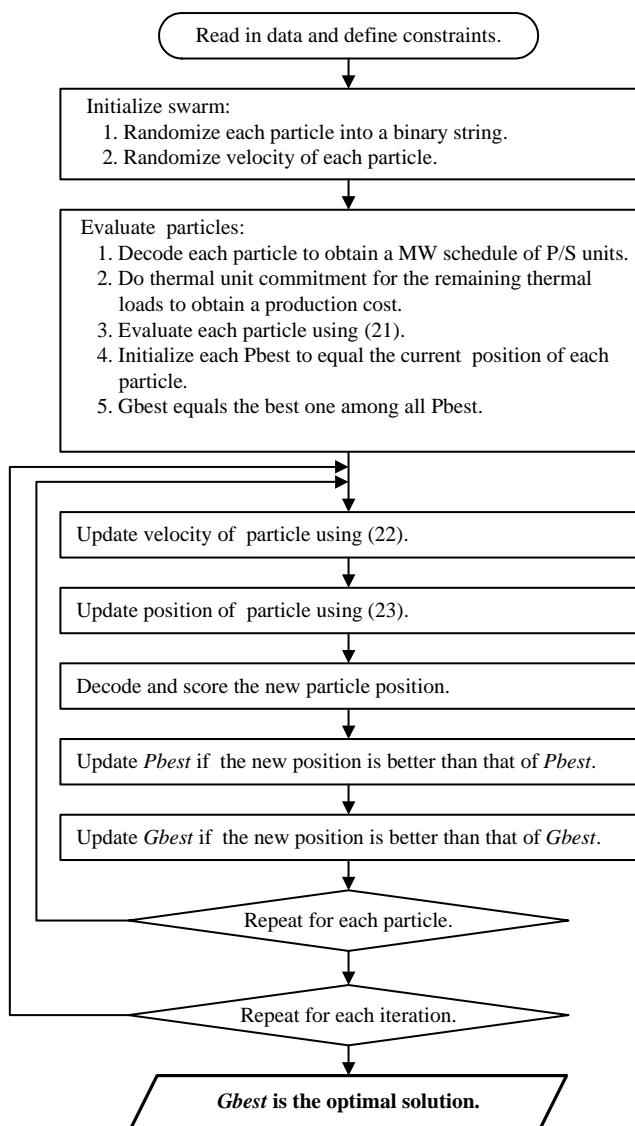 Read in data and define constraints.
Initialize swarm:
1. Randomize each particle into a binary string.
2. Randomize velocity of each particle.
Evaluate particles:
1. Decode each particle to obtain a MW schedule of P/S units.
2. Do thermal unit commitment for the remaining thermal
loads to obtain a production cost.
3. Evaluate each particle using (21).
4. Initialize each Pbest to equal the current position of each
particle.
5. Gbest equals the best one among all Pbest.
Update velocity of particle using (22).
Update position of particle using (23).
Decode and score the new particle position.
Update Pbest if the new position is better than that of Pbest.
Update Gbest if the new position is better than that of Gbest.
Repeat for each particle.
Repeat for each iteration.
Gbest is the optimal solution.